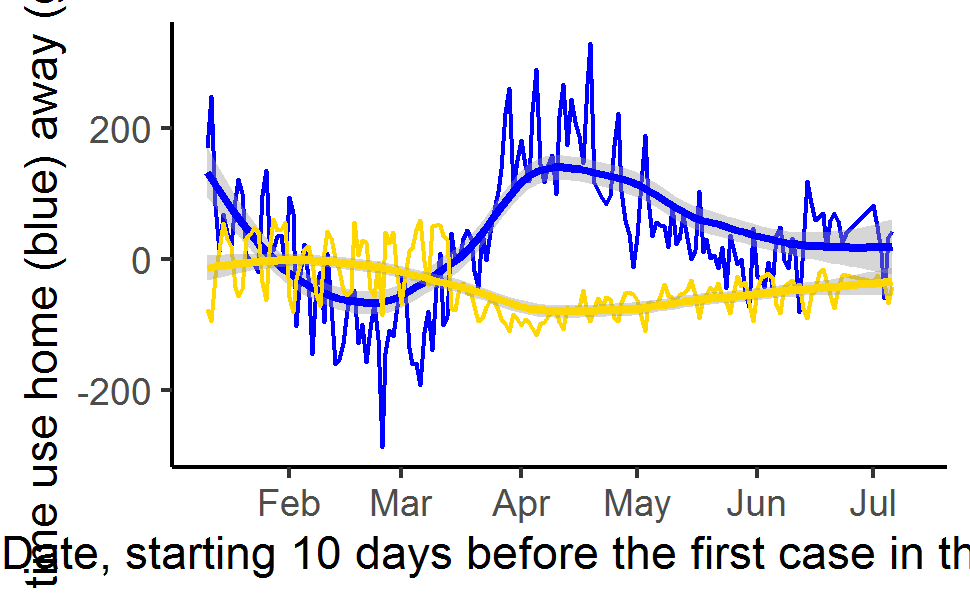 time use home (blue) away (
200
0
-200
Feb Mar Apr May Jun Jul
Date, starting 10 days before the first case in th